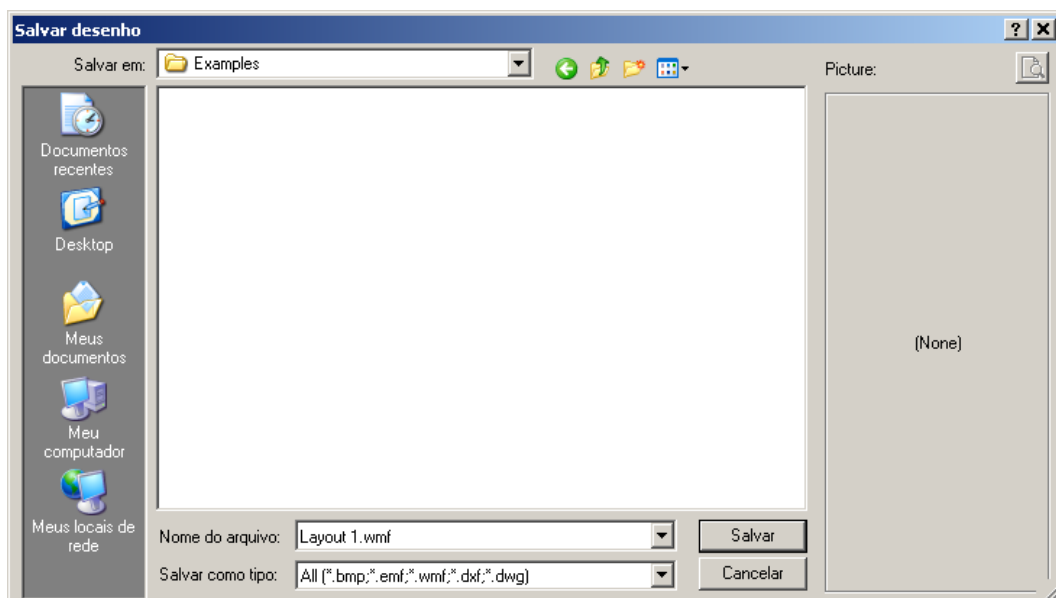 Salvar desenho
Salvar em:
Examples
Picture:
Documentos
recentes
Desktop
Meus
documentos
Meu
computador
Meus locais de
rede
(None)
Nome do arquivo:
Layout 1.wmf
Salvar
Salvar como tipo:
All (*.bmp;*.emf;*.wmf;*.dxf;*.dwg)
Cancelar